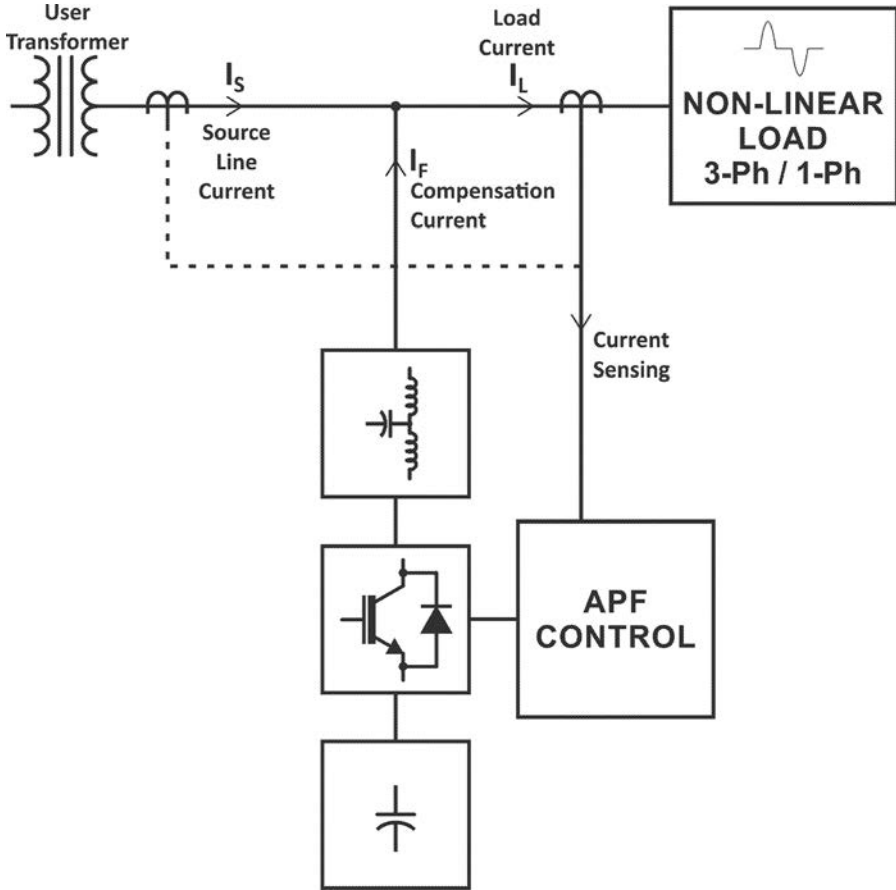 User
Transformer
I_S
Source
Line
Current
Load
Current
I_L
NON-LINEAR
LOAD
3-Ph / 1-Ph
I_F
Compensation
Current
Current
Sensing
APF
CONTROL